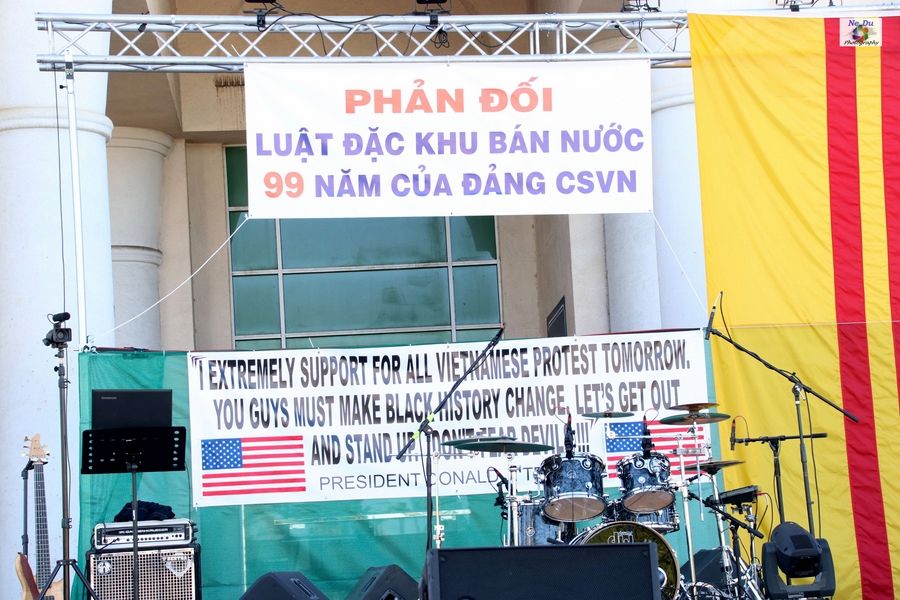 Ne Du
Photography
PHẢN ĐỐI
LUẬT ĐẶC KHU BÁN NƯỚC
99 NĂM CỦA ĐẢNG CSVN
"I EXTREMELY SUPPORT FOR ALL VIETNAMESE PROTEST TOMORROW.
YOU GUYS MUST MAKE BLACK HISTORY CHANGE. LET'S GET OUT
AND STAND
PRESIDENT